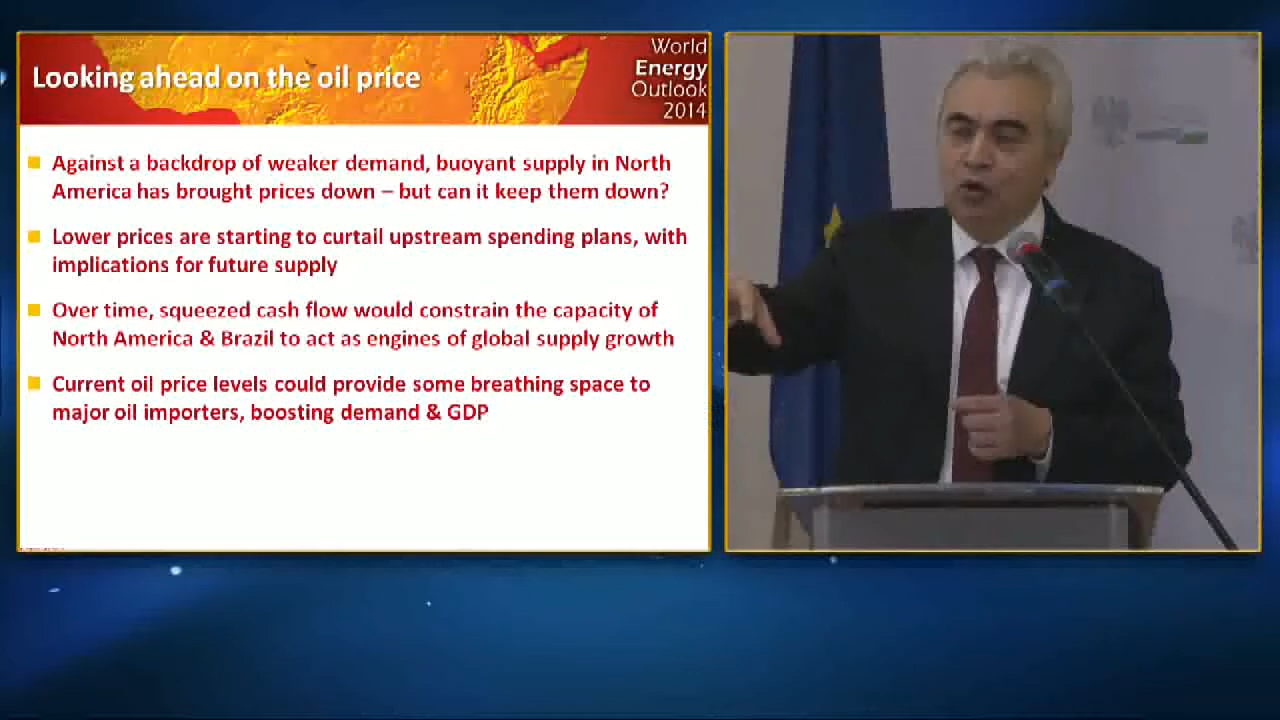 Looking ahead on the oil price
World
Energy
Outlook
2014
Against a backdrop of weaker demand, buoyant supply in North
America has brought prices down – but can it keep them down?
Lower prices are starting to curtail upstream spending plans, with
implications for future supply
Over time, squeezed cash flow would constrain the capacity of
North America & Brazil to act as engines of global supply growth
Current oil price levels could provide some breathing space to
major oil importers, boosting demand & GDP